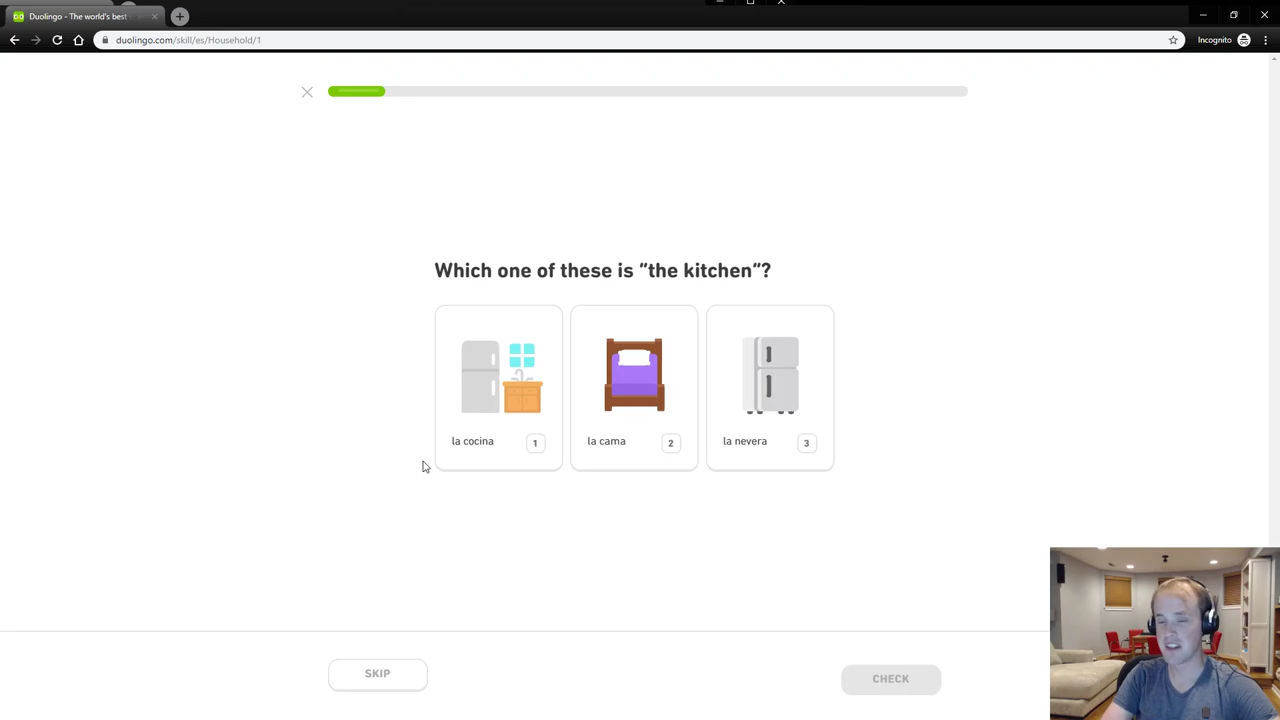 Duolingo - The world's best
duolingo.com/skill/es/Household/1
Incognito
Which one of these is "the kitchen"?
la cocina 1
la cama 2
la nevera 3
SKIP
CHECK